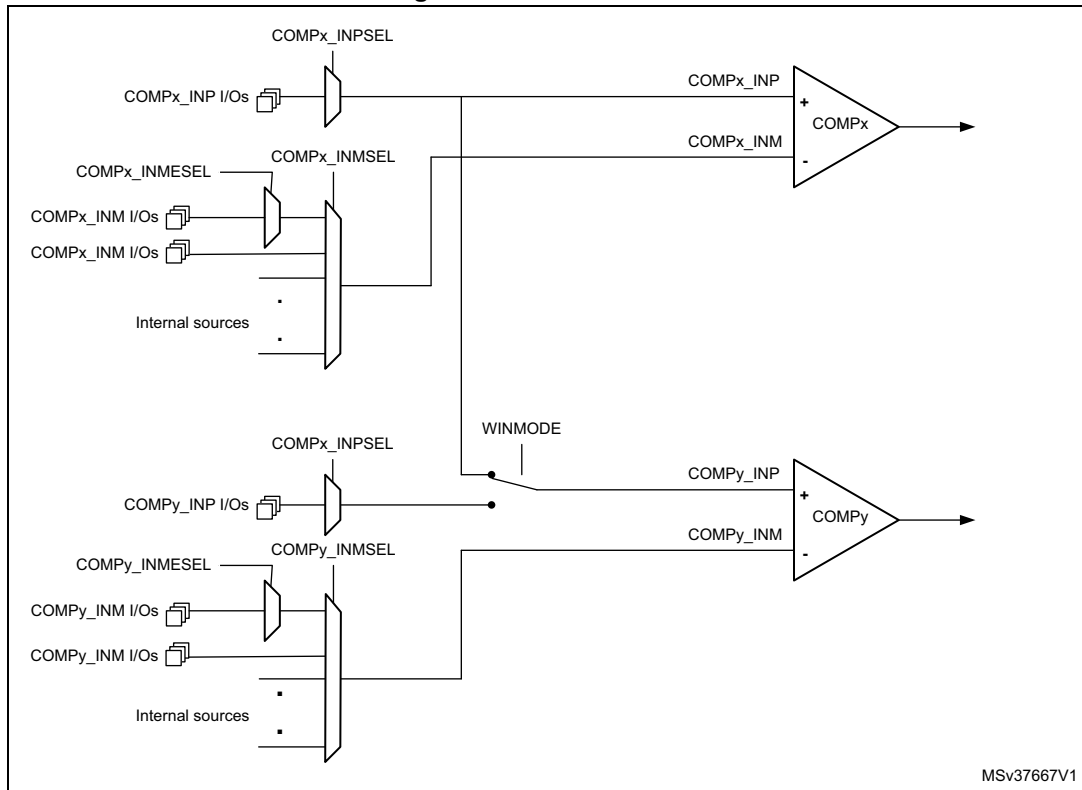 COMPx_INPSEL
COMPx_INP I/Os
COMPx_INP
+
COMPx
COMPx_INM
-
COMPx_INMSEL
COMPx_INMESEL
COMPx_INM I/Os
COMPx_INM I/Os
Internal sources
WINMODE
COMPx_INPSEL
COMPy_INP
COMPy_INP I/Os
+
COMPy
COMPy_INM
-
COMPy_INMSEL
COMPy_INMESEL
COMPy_INM I/Os
COMPy_INM I/Os
Internal sources
MSv37667V1